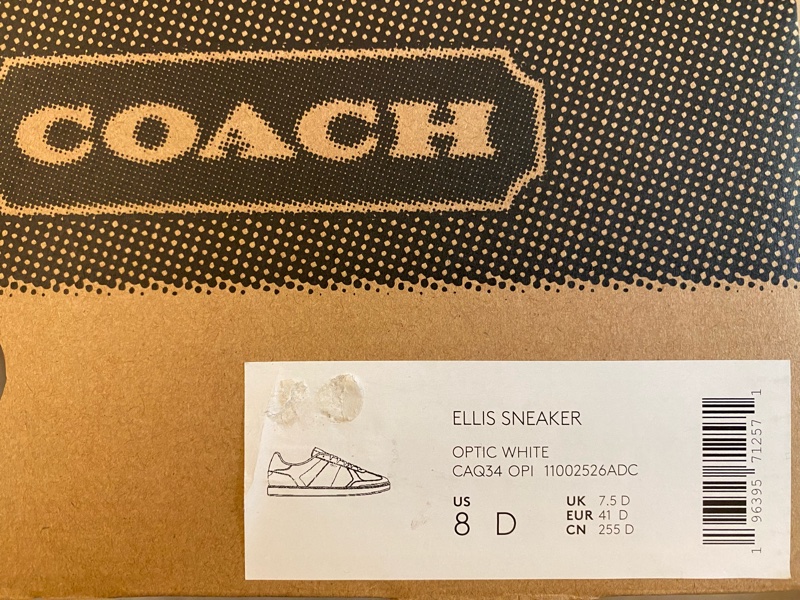 COACH
ELLIS SNEAKER
OPTIC WHITE
CAQ34 OPI 11002526ADC
US
8 D
UK 7.5 D
EUR 41 D
CN 255 D
1 96395 71257 1